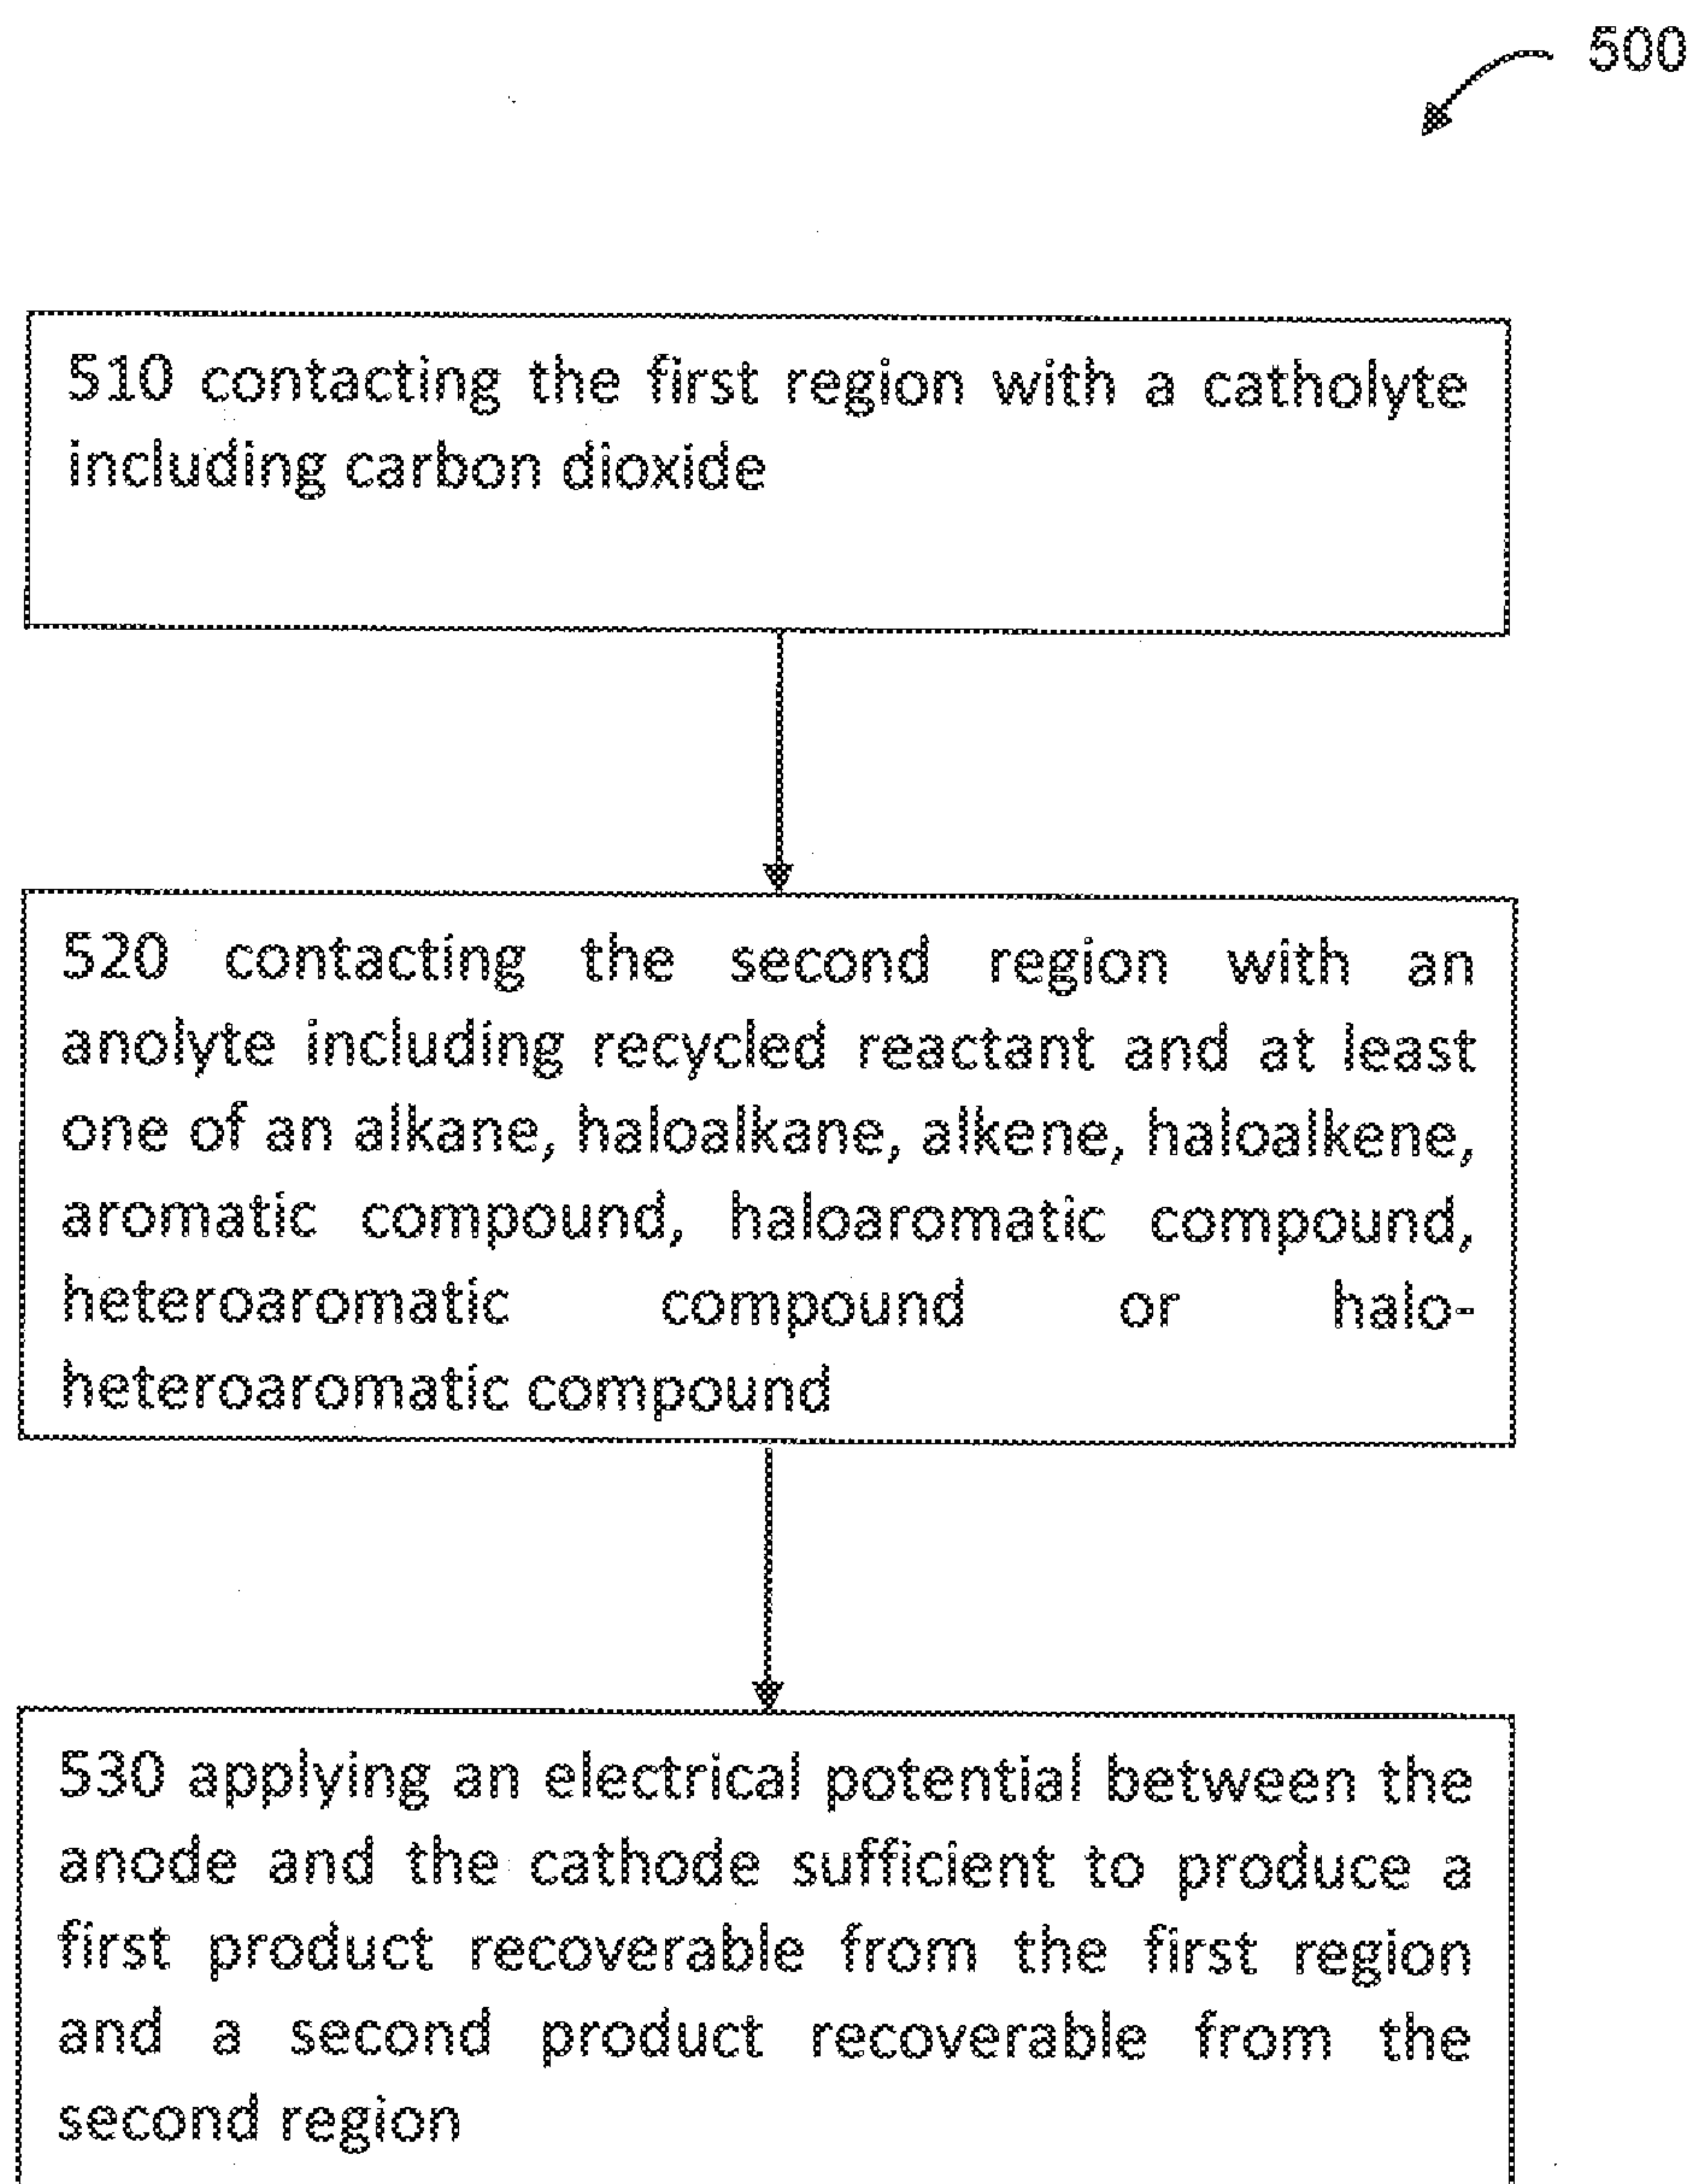 500
510 contacting the first region with a catholyte
including carbon dioxide
520 contacting the second region with an
anolyte including recycled reactant and at least
one of an alkane, haloalkane, alkene, haloalkene,
aromatic compound, haloaromatic compound,
heteroaromatic compound or halo-
heteroaromatic compound
530 applying an electrical potential between the
anode and the cathode sufficient to produce a
first product recoverable from the first region
and a second product recoverable from the
second region